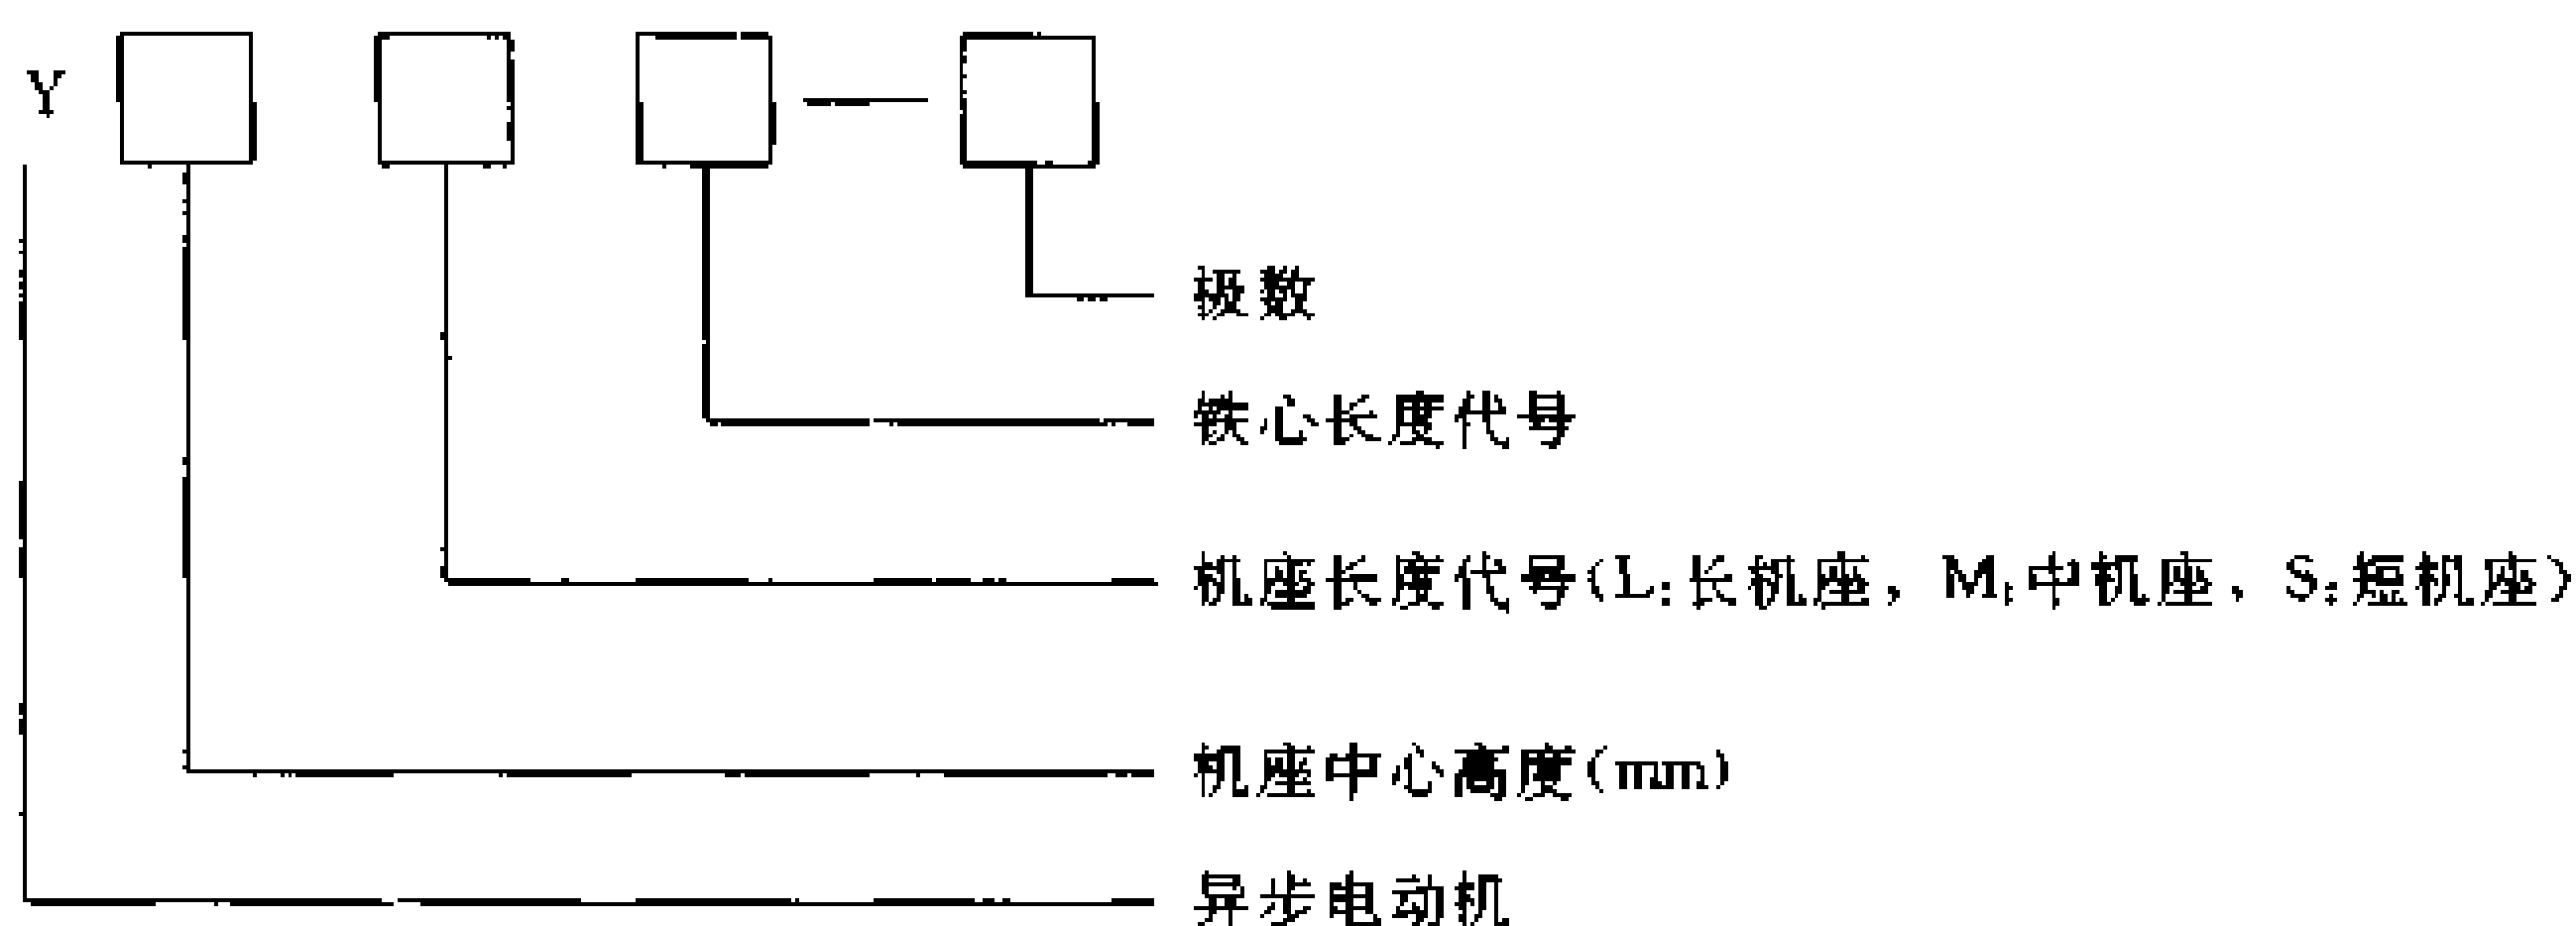 Y
极数
铁心长度代号
机座长度代号(L:长机座, M:中机座, S:短机座)
机座中心高度(mm)
异步电动机